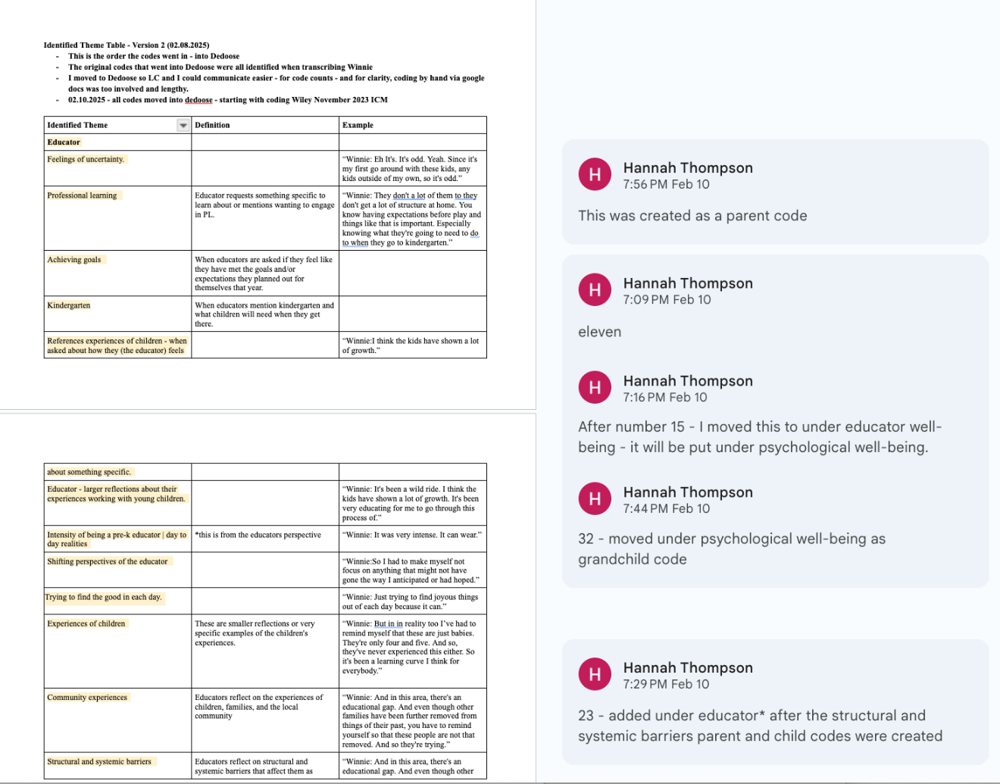 Identified Theme Table - Version 2 (02.08.2025)
- This is the order the codes went in - into Dedoose
- The original codes that went into Dedoose were all identified when transcribing Winnie
- I moved to Dedoose so LC and I could communicate easier - for code counts - and for clarity, coding by hand via google
docs was too involved and lengthy.
- 02.10.2025 - all codes moved into dedoose - starting with coding Wiley November 2023 ICM
Identified Theme
Definition
Example
Educator
Feelings of uncertainty.
“Winnie: Eh It's. It's odd. Yeah. Since it's
my first go around with these kids, any
kids outside of my own, so it's odd.”
Professional learning
Educator requests something specific to
learn about or mentions wanting to engage
in PL.
“Winnie: They don't a lot of them to they
don't get a lot of structure at home. You
know having expectations before play and
things like that is important. Especially
knowing what they're going to need to do
to when they go to kindergarten.”
Achieving goals
When educators are asked if they feel like
they have met the goals and/or
expectations they planned out for
themselves that year.
Kindergarten
When educators mention kindergarten and
what children will need when they get
there.
References experiences of children - when
asked about how they (the educator) feels
“Winnie:I think the kids have shown a lot
of growth.”
about something specific.
Educator - larger reflections about their
experiences working with young children.
“Winnie: It's been a wild ride. I think the
kids have shown a lot of growth. It's been
very educating for me to go through this
process of.”
Intensity of being a pre-k educator | day to
day realities
*this is from the educators perspective
“Winnie: It was very intense. It can wear.”
Shifting perspectives of the educator
“Winnie:So I had to make myself not
focus on anything that might not have
gone the way I anticipated or had hoped.”
Trying to find the good in each day.
“Winnie: Just trying to find joyous things
out of each day because it can.”
Experiences of children
These are smaller reflections or very
specific examples of the children's
experiences.
“Winnie: But in in reality too I’ve had to
remind myself that these are just babies.
They're only four and five. And so,
they've never experienced this either. So
it's been a learning curve I think for
everybody.”
Community experiences
Educators reflect on the experiences of
children, families, and the local
community
“Winnie: And in this area, there's an
educational gap. And even though other
families have been further removed from
things of their past, you have to remind
yourself so that these people are not that
removed. And so they're trying.”
Structural and systemic barriers
Educators reflect on structural and
systemic barriers that affect them as
“Winnie: And in this area, there's an
educational gap. And even though other
H
Hannah Thompson
7:56 PM Feb 10
This was created as a parent code
H
Hannah Thompson
7:09 PM Feb 10
eleven
H
Hannah Thompson
7:16 PM Feb 10
After number 15 - I moved this to under educator well-
being - it will be put under psychological well-being.
H
Hannah Thompson
7:44 PM Feb 10
32 - moved under psychological well-being as
grandchild code
H
Hannah Thompson
7:29 PM Feb 10
23 - added under educator* after the structural and
systemic barriers parent and child codes were created